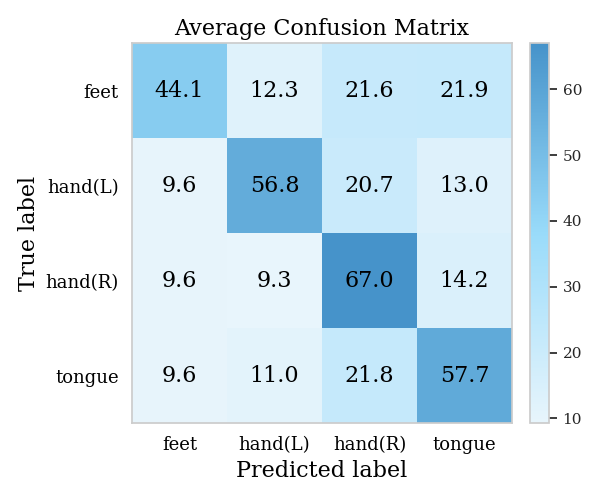 Average Confusion Matrix
feet 44.1 12.3 21.6 21.9
hand(L) 9.6 56.8 20.7 13.0
hand(R) 9.6 9.3 67.0 14.2
tongue 9.6 11.0 21.8 57.7
feet hand(L) hand(R) tongue
Predicted label
True label
60
50
40
30
20
10